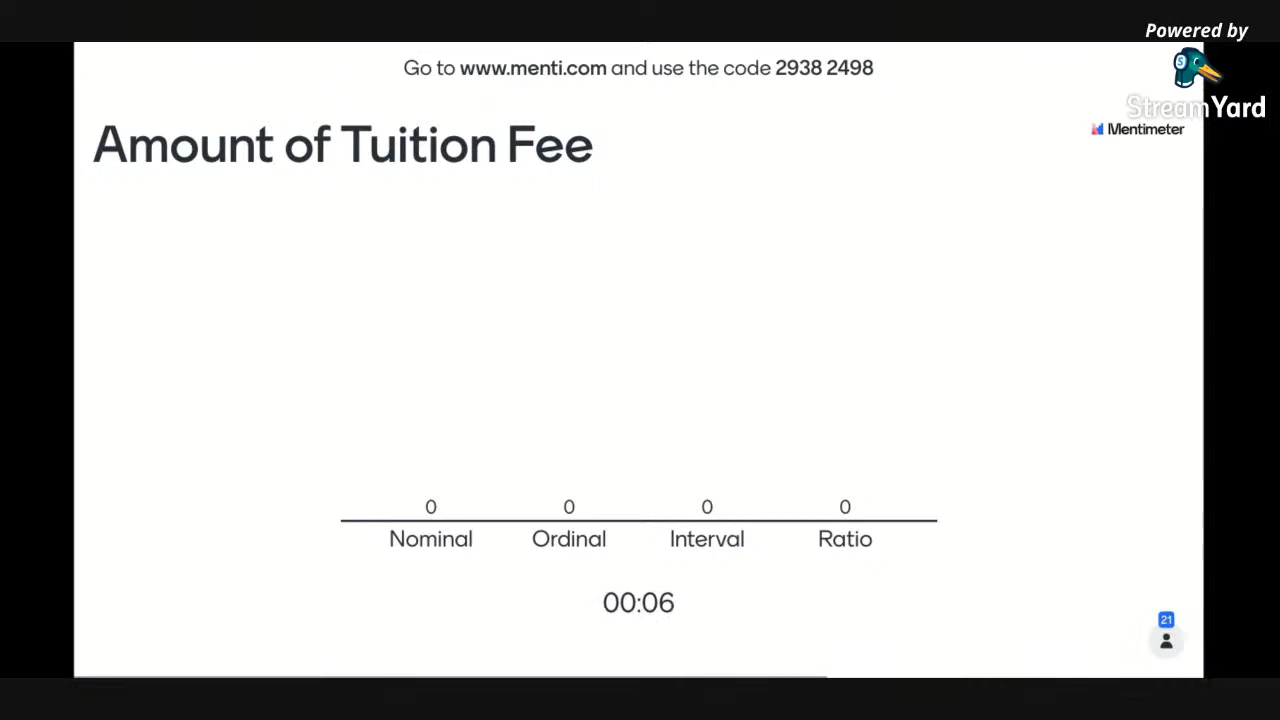 Powered by
Go to www.menti.com and use the code 2938 2498
StreamYard
Mentimeter
Amount of Tuition Fee
0 0 0 0
Nominal Ordinal Interval Ratio
00:06
21